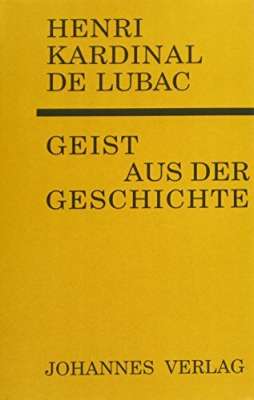 HENRI
KARDINAL
DE LUBAC
GEIST
AUS DER
GESCHICHTE
JOHANNES VERLAG